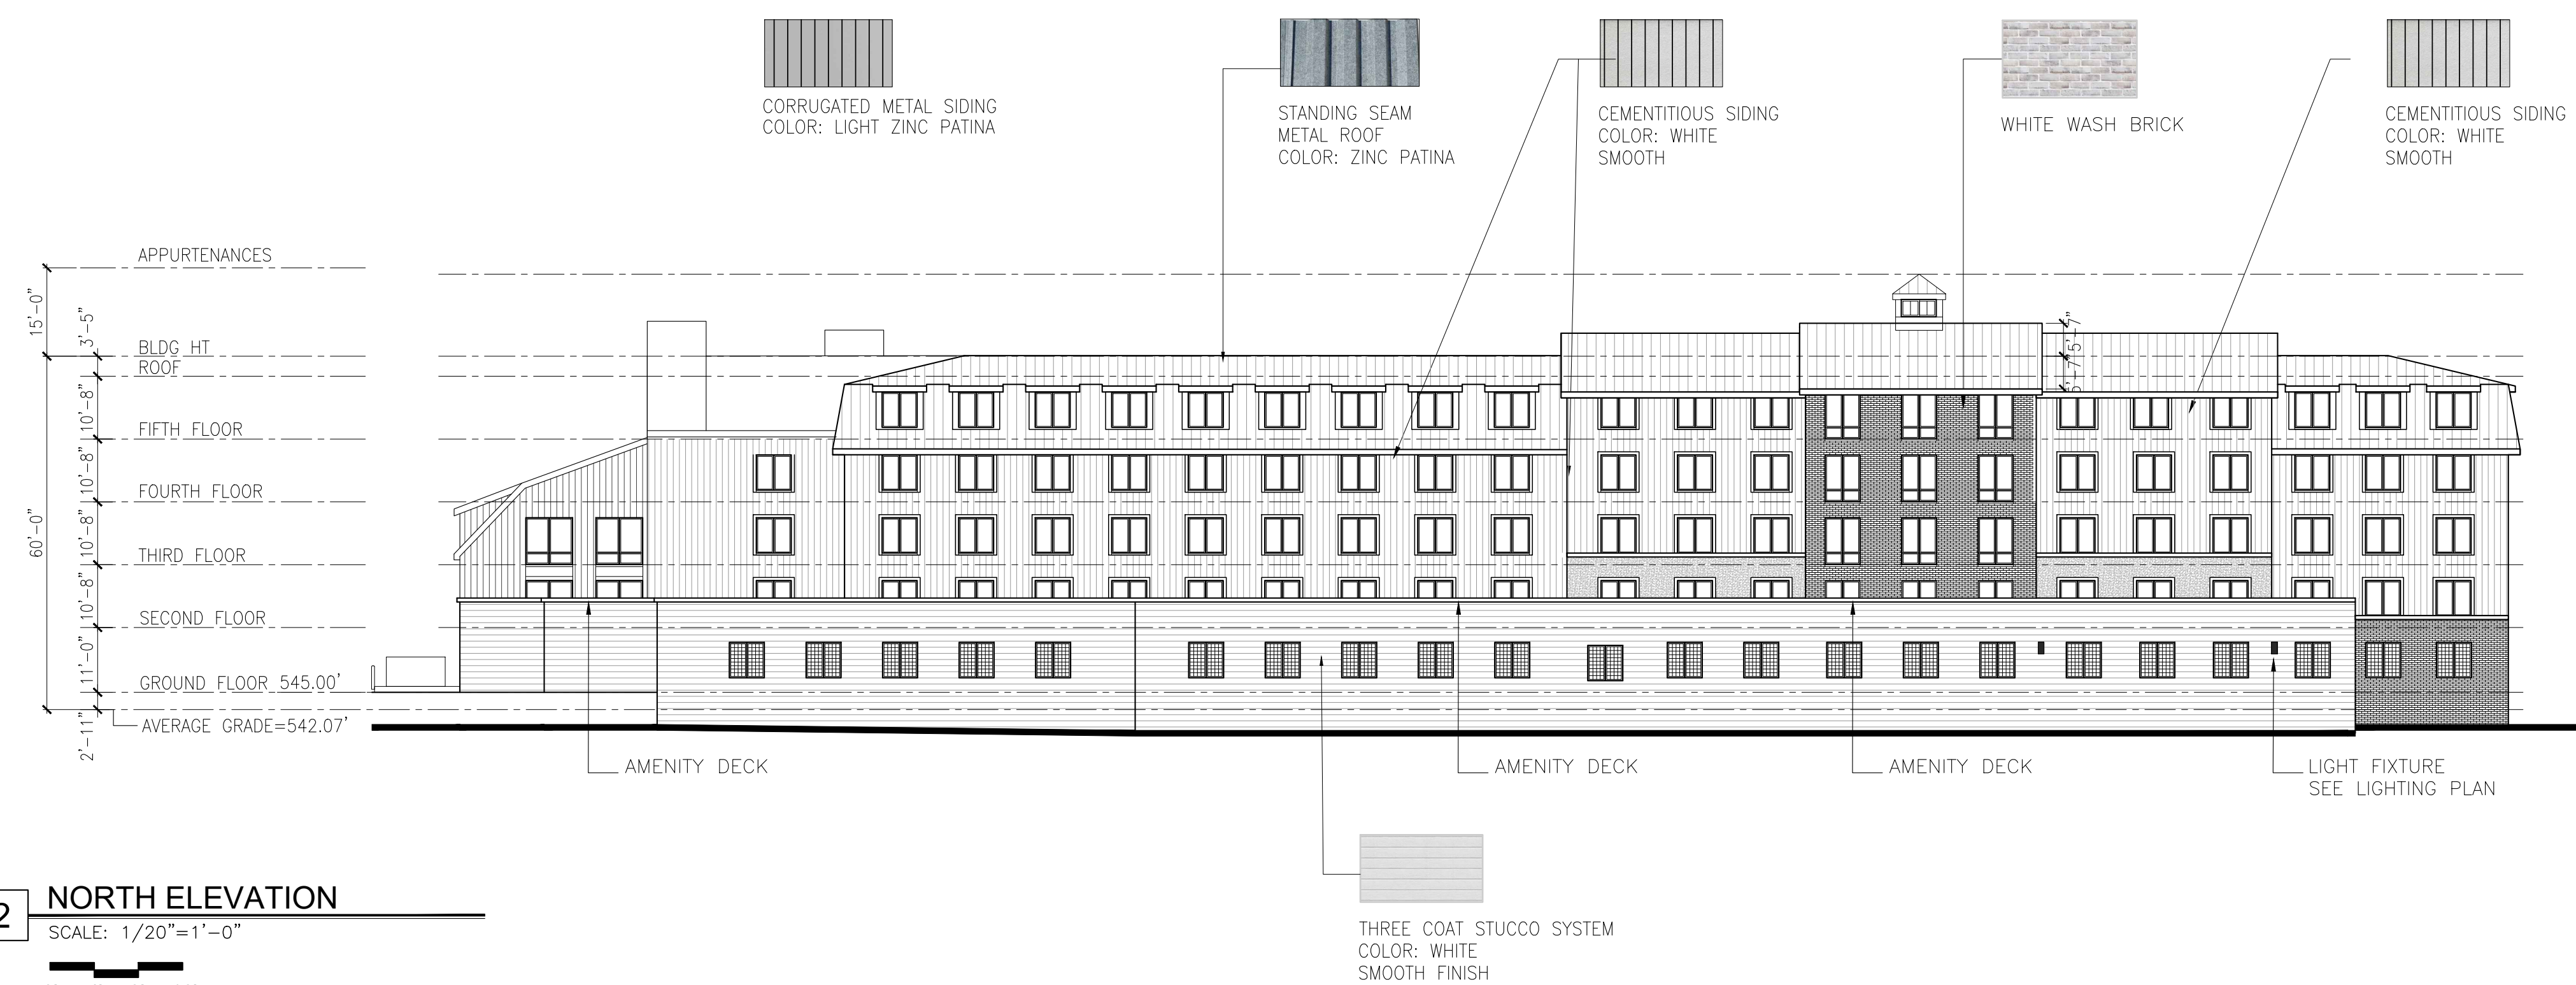 CORRUGATED METAL SIDING
COLOR: LIGHT ZINC PATINA
STANDING SEAM
METAL ROOF
COLOR: ZINC PATINA
CEMENTITIOUS SIDING
COLOR: WHITE
SMOOTH
WHITE WASH BRICK
CEMENTITIOUS SIDING
COLOR: WHITE
SMOOTH
APPURTENANCES
15'-0"
3'-5"
BLDG HT
ROOF
5'-7"
5'-7"
10'-8"
FIFTH FLOOR
10'-8"
FOURTH FLOOR
60'-0"
10'-8"
THIRD FLOOR
10'-8"
SECOND FLOOR
11'-0"
GROUND FLOOR 545.00'
AVERAGE GRADE=542.07'
2'-11"
AMENITY DECK
AMENITY DECK
AMENITY DECK
LIGHT FIXTURE
SEE LIGHTING PLAN
THREE COAT STUCCO SYSTEM
COLOR: WHITE
SMOOTH FINISH
2
NORTH ELEVATION
SCALE: 1/20"=1'-0"